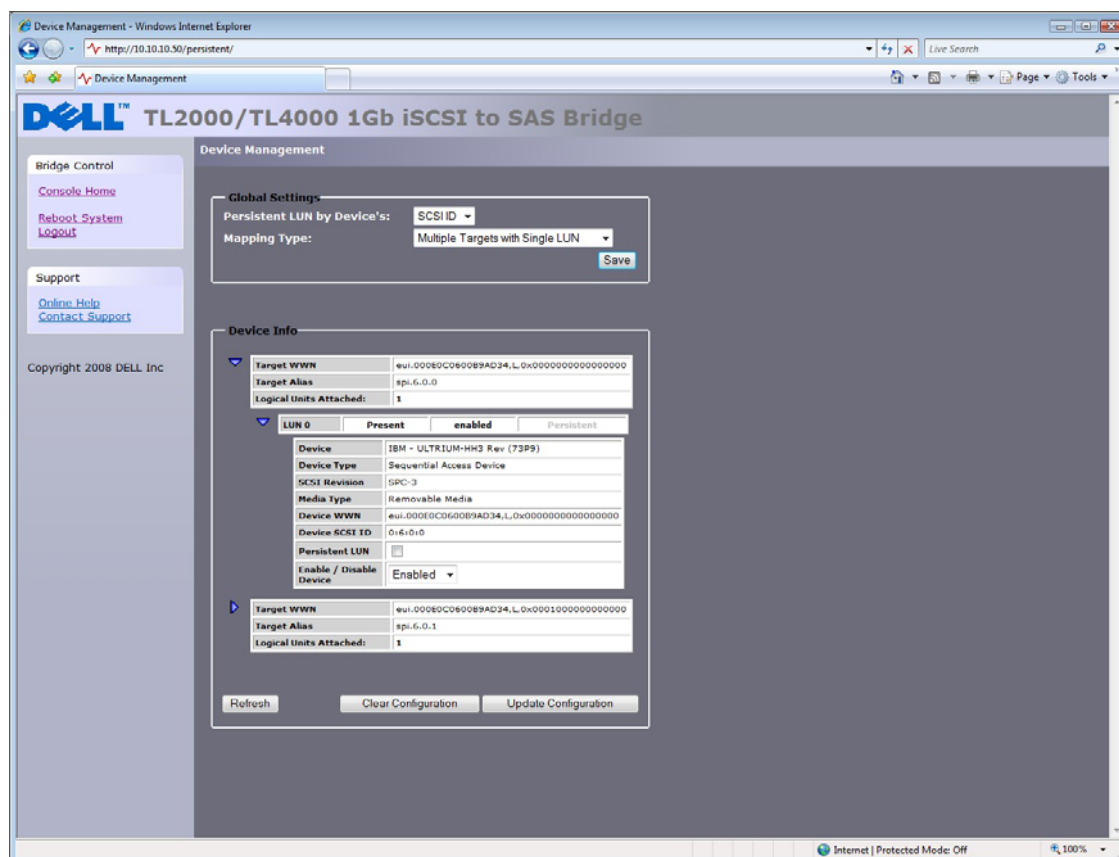 Device Management - Windows Internet Explorer
http://10.10.10.50/persistent/
Live Search
Device Management
Page
Tools
DELL™ TL2000/TL4000 1Gb iSCSI to SAS Bridge
Bridge Control
Console Home
Reboot System
Logout
Support
Online Help
Contact Support
Copyright 2008 DELL Inc
Device Management
Global Settings
Persistent LUN by Device's: SCSI ID
Mapping Type: Multiple Targets with Single LUN
Save
Device Info
Target WWN eui.000E0C0600B9AD34,L,0x0000000000000000
Target Alias spi.6.0.0
Logical Units Attached: 1
LUN 0 Present enabled Persistent
Device IBM - ULTRIUM-HH3 Rev (73P9)
Device Type Sequential Access Device
SCSI Revision SPC-3
Media Type Removable Media
Device WWN eui.000E0C0600B9AD34,L,0x0000000000000000
Device SCSI ID 0:6:0:0
Persistent LUN
Enable / Disable Device Enabled
Target WWN eui.000E0C0600B9AD34,L,0x0001000000000000
Target Alias spi.6.0.1
Logical Units Attached: 1
Refresh Clear Configuration Update Configuration
Internet | Protected Mode: Off 100%